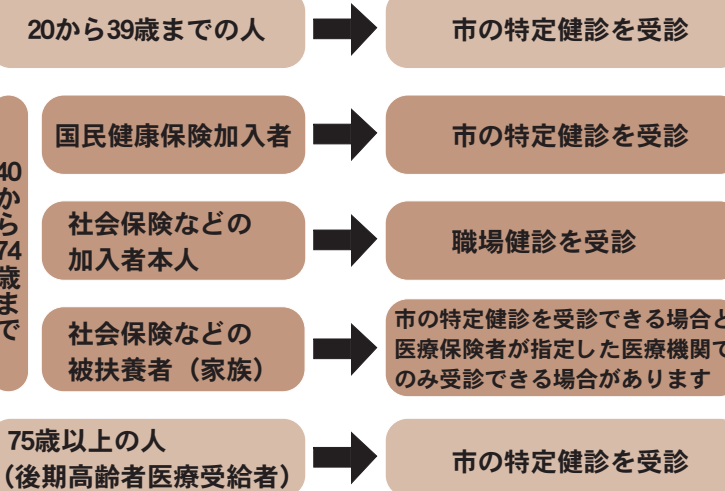 20から39歳までの人
市の特定健診を受診
40から74歳まで
国民健康保険加入者
市の特定健診を受診
社会保険などの
加入者本人
職場健診を受診
社会保険などの
被扶養者（家族）
市の特定健診を受診できる場合と
医療保険者が指定した医療機関で
のみ受診できる場合があります
75歳以上の人
（後期高齢者医療受給者）
市の特定健診を受診